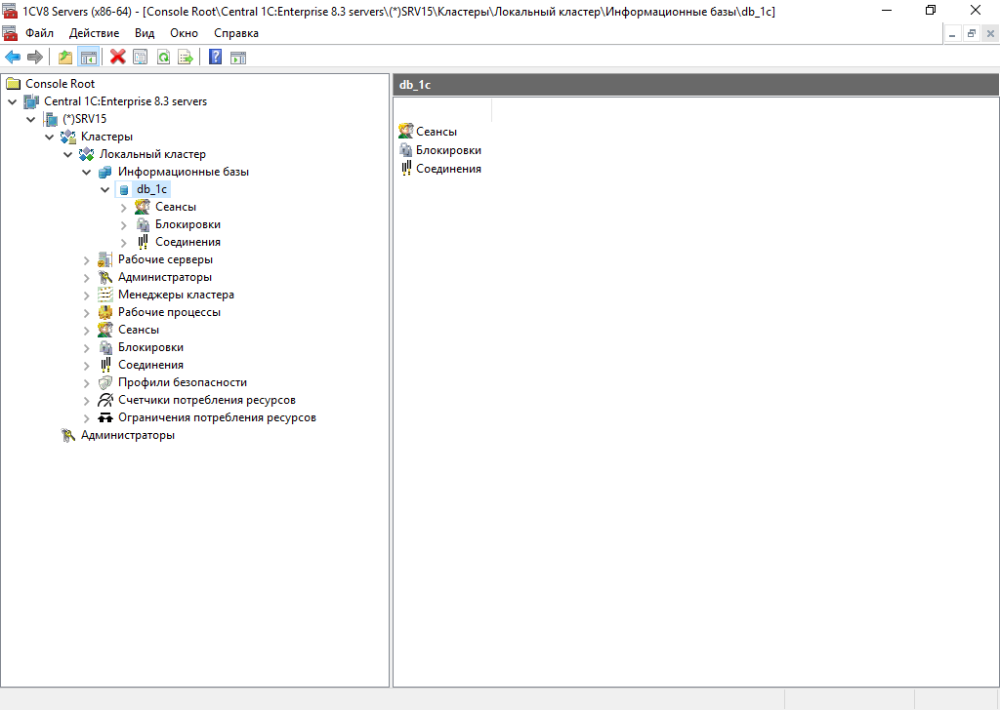 1CV8 Servers (x86-64) - [Console Root\Central 1C:Enterprise 8.3 servers\(*)SRV15\Кластеры\Локальный кластер\Информационные базы\db_1c]
Файл Действие Вид Окно Справка
Console Root
Central 1C:Enterprise 8.3 servers
(*)SRV15
Кластеры
Локальный кластер
Информационные базы
db_1c
Сеансы
Блокировки
Соединения
Рабочие серверы
Администраторы
Менеджеры кластера
Рабочие процессы
Сеансы
Блокировки
Соединения
Профили безопасности
Счетчики потребления ресурсов
Ограничения потребления ресурсов
Администраторы
db_1c
Сеансы
Блокировки
Соединения